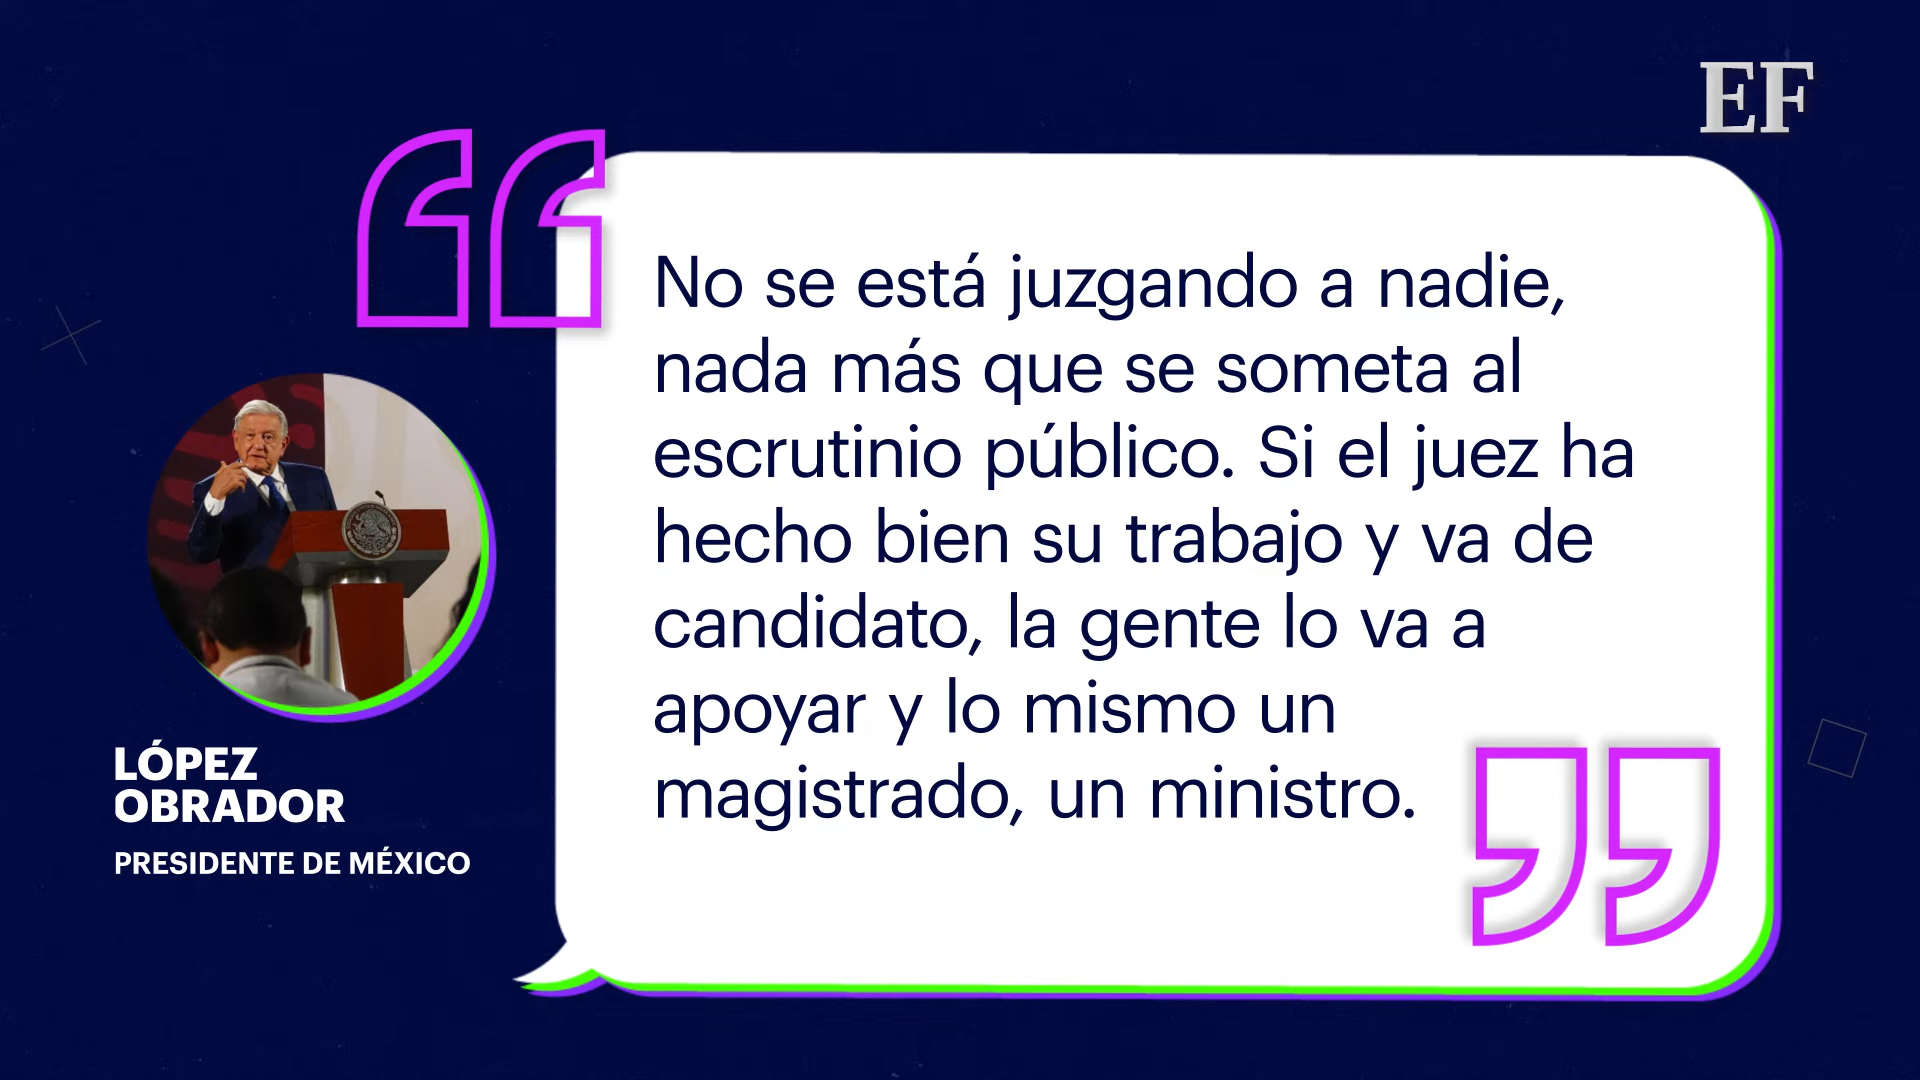 EF
No se está juzgando a nadie,
nada más que se someta al
escrutinio público. Si el juez ha
hecho bien su trabajo y va de
candidato, la gente lo va a
apoyar y lo mismo un
magistrado, un ministro.
LÓPEZ
OBRADOR
PRESIDENTE DE MÉXICO